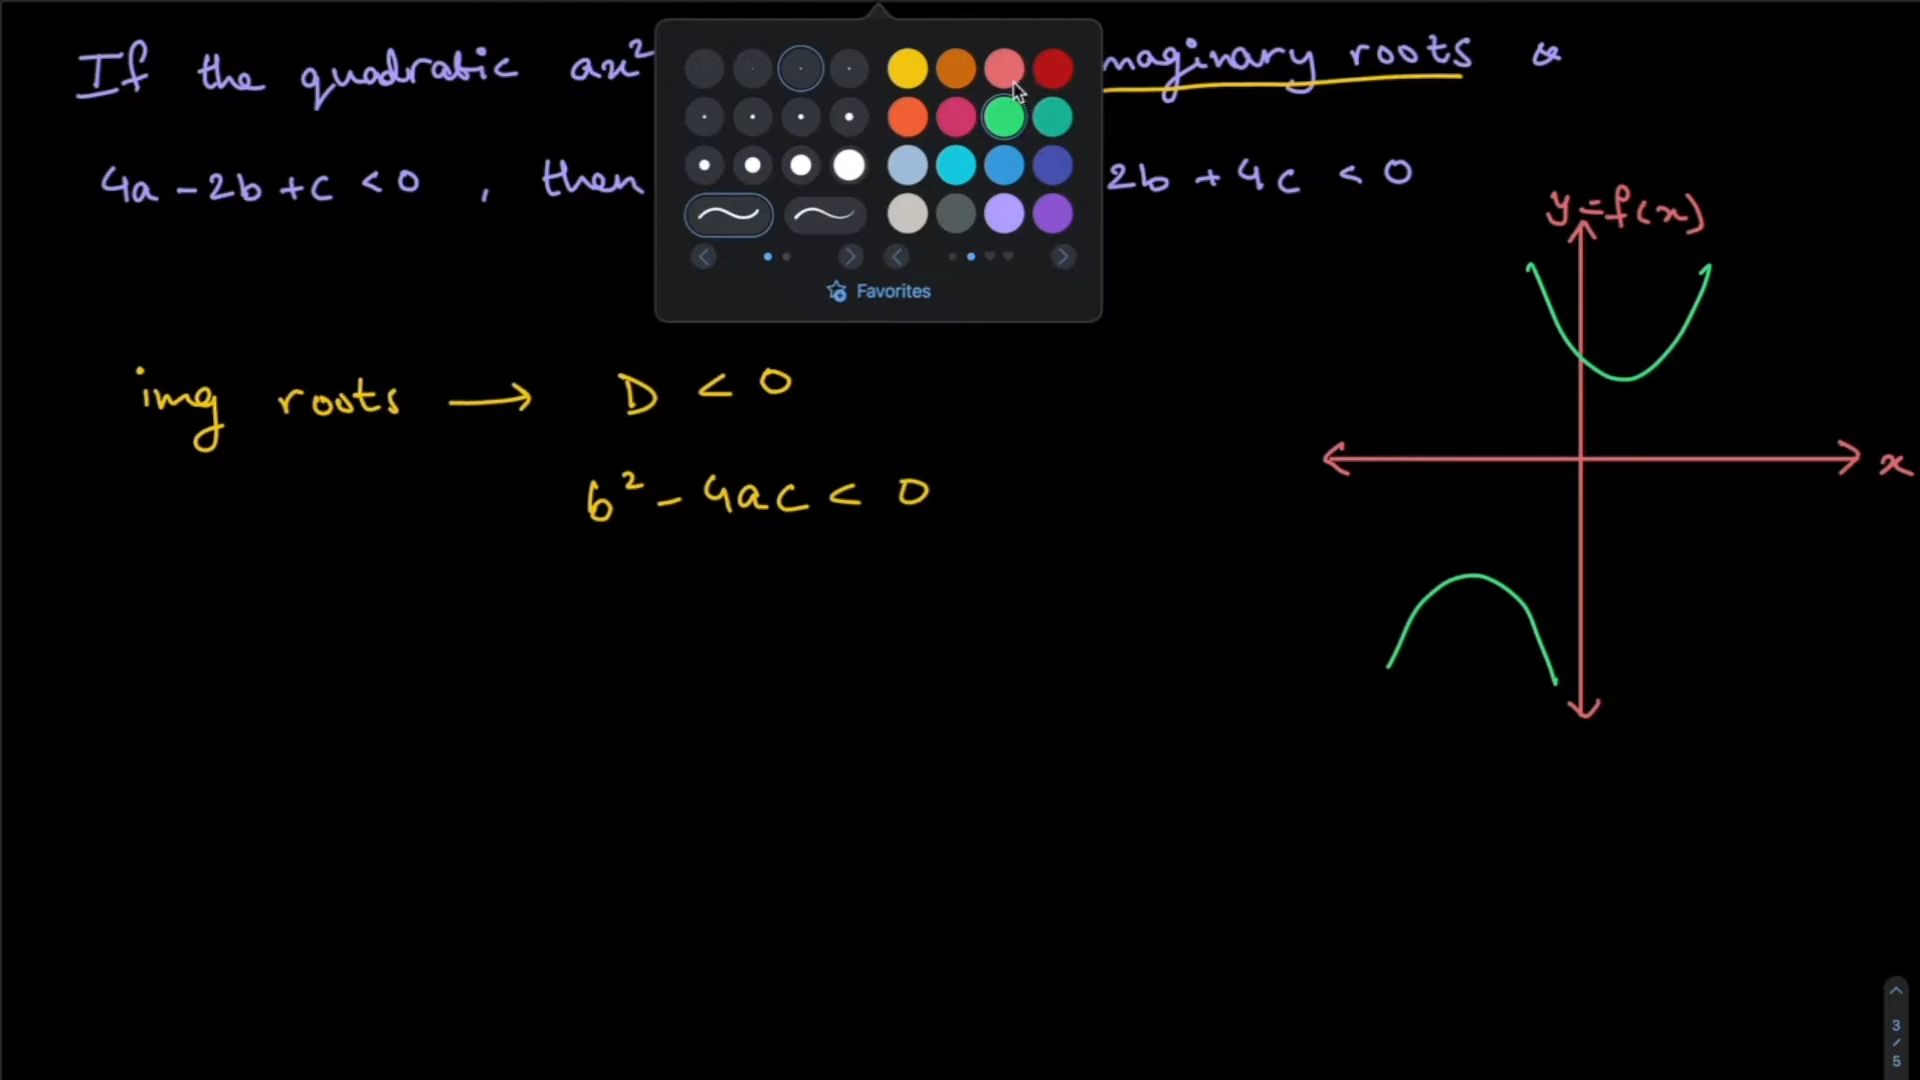 If the quadratic ax² maginary roots &
4a - 2b + c < 0 , then 2b + 4c < 0
Favorites
y = f(x)
img roots → D < 0
x
b² - 4ac < 0
3
/
5